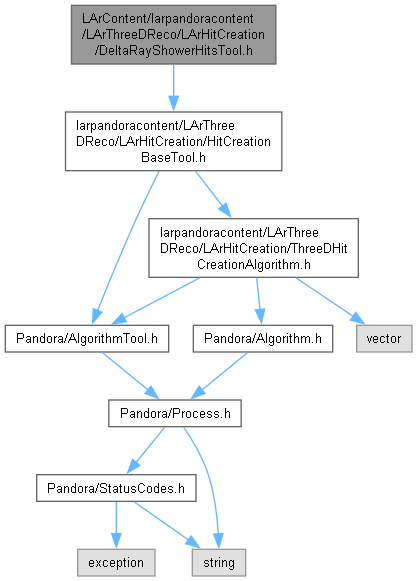 LArContent/larpandoracontent
/LArThreeDReco/LArHitCreation
/DeltaRayShowerHitsTool.h
larpandoracontent/LArThree
DReco/LArHitCreation/HitCreation
BaseTool.h
larpandoracontent/LArThree
DReco/LArHitCreation/ThreeDHit
CreationAlgorithm.h
Pandora/AlgorithmTool.h
Pandora/Algorithm.h
vector
Pandora/Process.h
Pandora/StatusCodes.h
exception
string